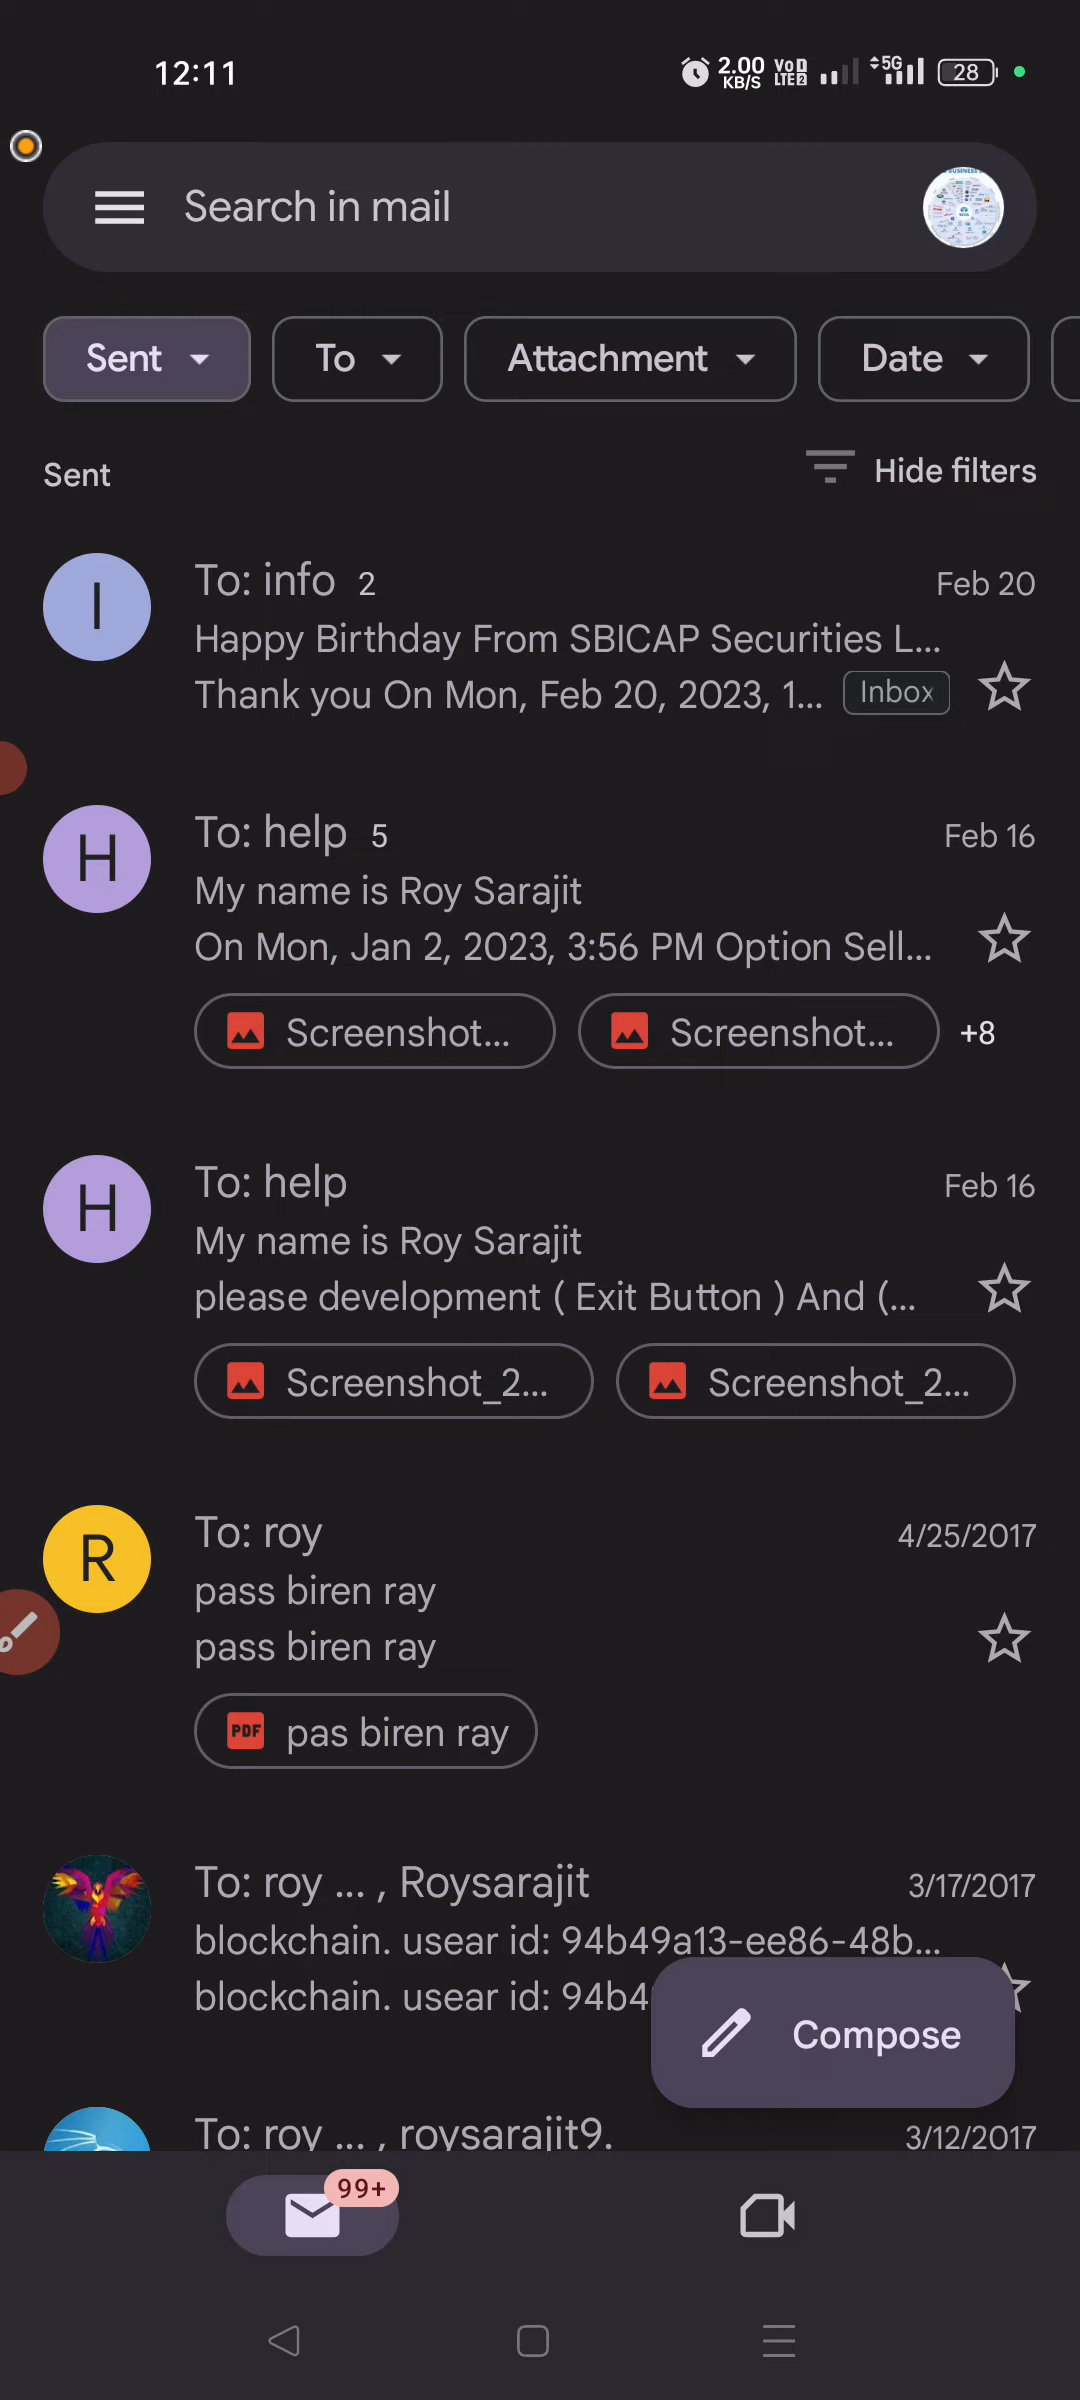 12:11
2.00 KB/S
Vo LTE 2
5G
28
Search in mail
Sent
To
Attachment
Date
Sent
Hide filters
I
To: info 2
Feb 20
Happy Birthday From SBICAP Securities L...
Thank you On Mon, Feb 20, 2023, 1...
Inbox
H
To: help 5
Feb 16
My name is Roy Sarajit
On Mon, Jan 2, 2023, 3:56 PM Option Sell...
Screenshot...
Screenshot...
+8
H
To: help
Feb 16
My name is Roy Sarajit
please development ( Exit Button ) And (...
Screenshot_2...
Screenshot_2...
R
To: roy
4/25/2017
pass biren ray
pass biren ray
PDF pas biren ray
To: roy ... , Roysarajit
3/17/2017
blockchain. usear id: 94b49a13-ee86-48b...
blockchain. usear id: 94b4
Compose
To: roy ... , roysarajit9.
3/12/2017
99+